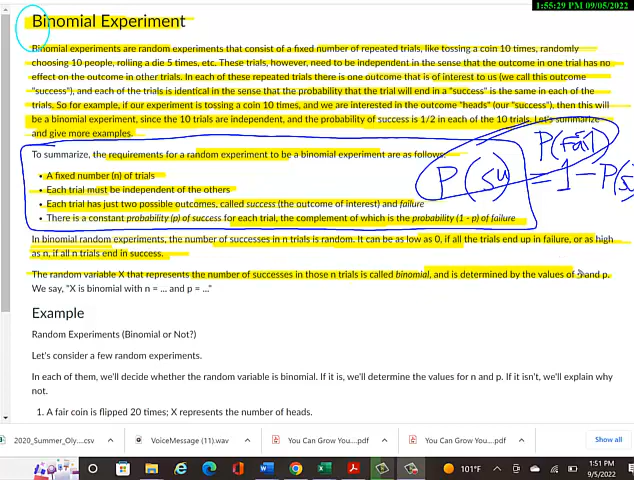 1:55:29 PM 09/05/2022
Binomial Experiment
Binomial experiments are random experiments that consist of a fixed number of repeated trials, like tossing a coin 10 times, randomly
choosing 10 people, rolling a die 5 times, etc. These trials, however, need to be independent in the sense that the outcome in one trial has no
effect on the outcome in other trials. In each of these repeated trials there is one outcome that is of interest to us (we call this outcome
"success"), and each of the trials is identical in the sense that the probability that the trial will end in a "success" is the same in each of the
trials. So for example, if our experiment is tossing a coin 10 times, and we are interested in the outcome "heads" (our "success"), then this will
be a binomial experiment, since the 10 trials are independent, and the probability of success is 1/2 in each of the 10 trials. Let's summarize
and give more examples.
P(fail)
To summarize, the requirements for a random experiment to be a binomial experiment are as follows:
P(su) = 1 - P(s
• A fixed number (n) of trials
• Each trial must be independent of the others
• Each trial has just two possible outcomes, called success (the outcome of interest) and failure
• There is a constant probability (p) of success for each trial, the complement of which is the probability (1 - p) of failure
In binomial random experiments, the number of successes in n trials is random. It can be as low as 0, if all the trials end up in failure, or as high
as n, if all n trials end in success.
The random variable X that represents the number of successes in those n trials is called binomial, and is determined by the values of n and p.
We say, "X is binomial with n = ... and p = ..."
Example
Random Experiments (Binomial or Not?)
Let's consider a few random experiments.
In each of them, we'll decide whether the random variable is binomial. If it is, we'll determine the values for n and p. If it isn't, we'll explain why
not.
1. A fair coin is flipped 20 times; X represents the number of heads.
2020_Summer_Oly....csv
VoiceMessage (11).wav
You Can Grow You....pdf
You Can Grow You....pdf
Show all
101°F
1:51 PM
9/5/2022